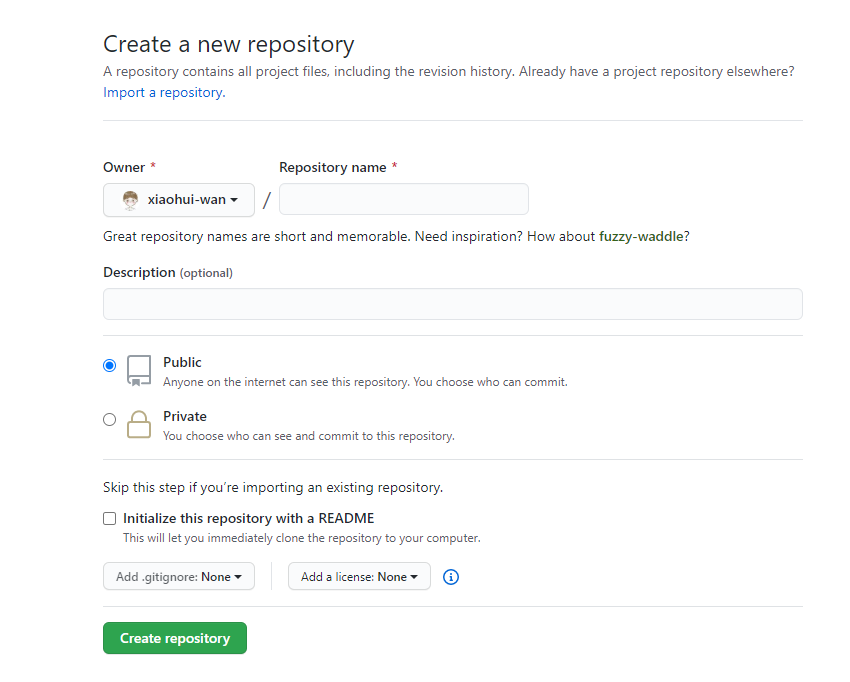 Create a new repository
A repository contains all project files, including the revision history. Already have a project repository elsewhere?
Import a repository.
Owner * Repository name *
xiaohui-wan /
Great repository names are short and memorable. Need inspiration? How about fuzzy-waddle?
Description (optional)
Public
Anyone on the internet can see this repository. You choose who can commit.
Private
You choose who can see and commit to this repository.
Skip this step if you’re importing an existing repository.
Initialize this repository with a README
This will let you immediately clone the repository to your computer.
Add .gitignore: None Add a license: None
Create repository